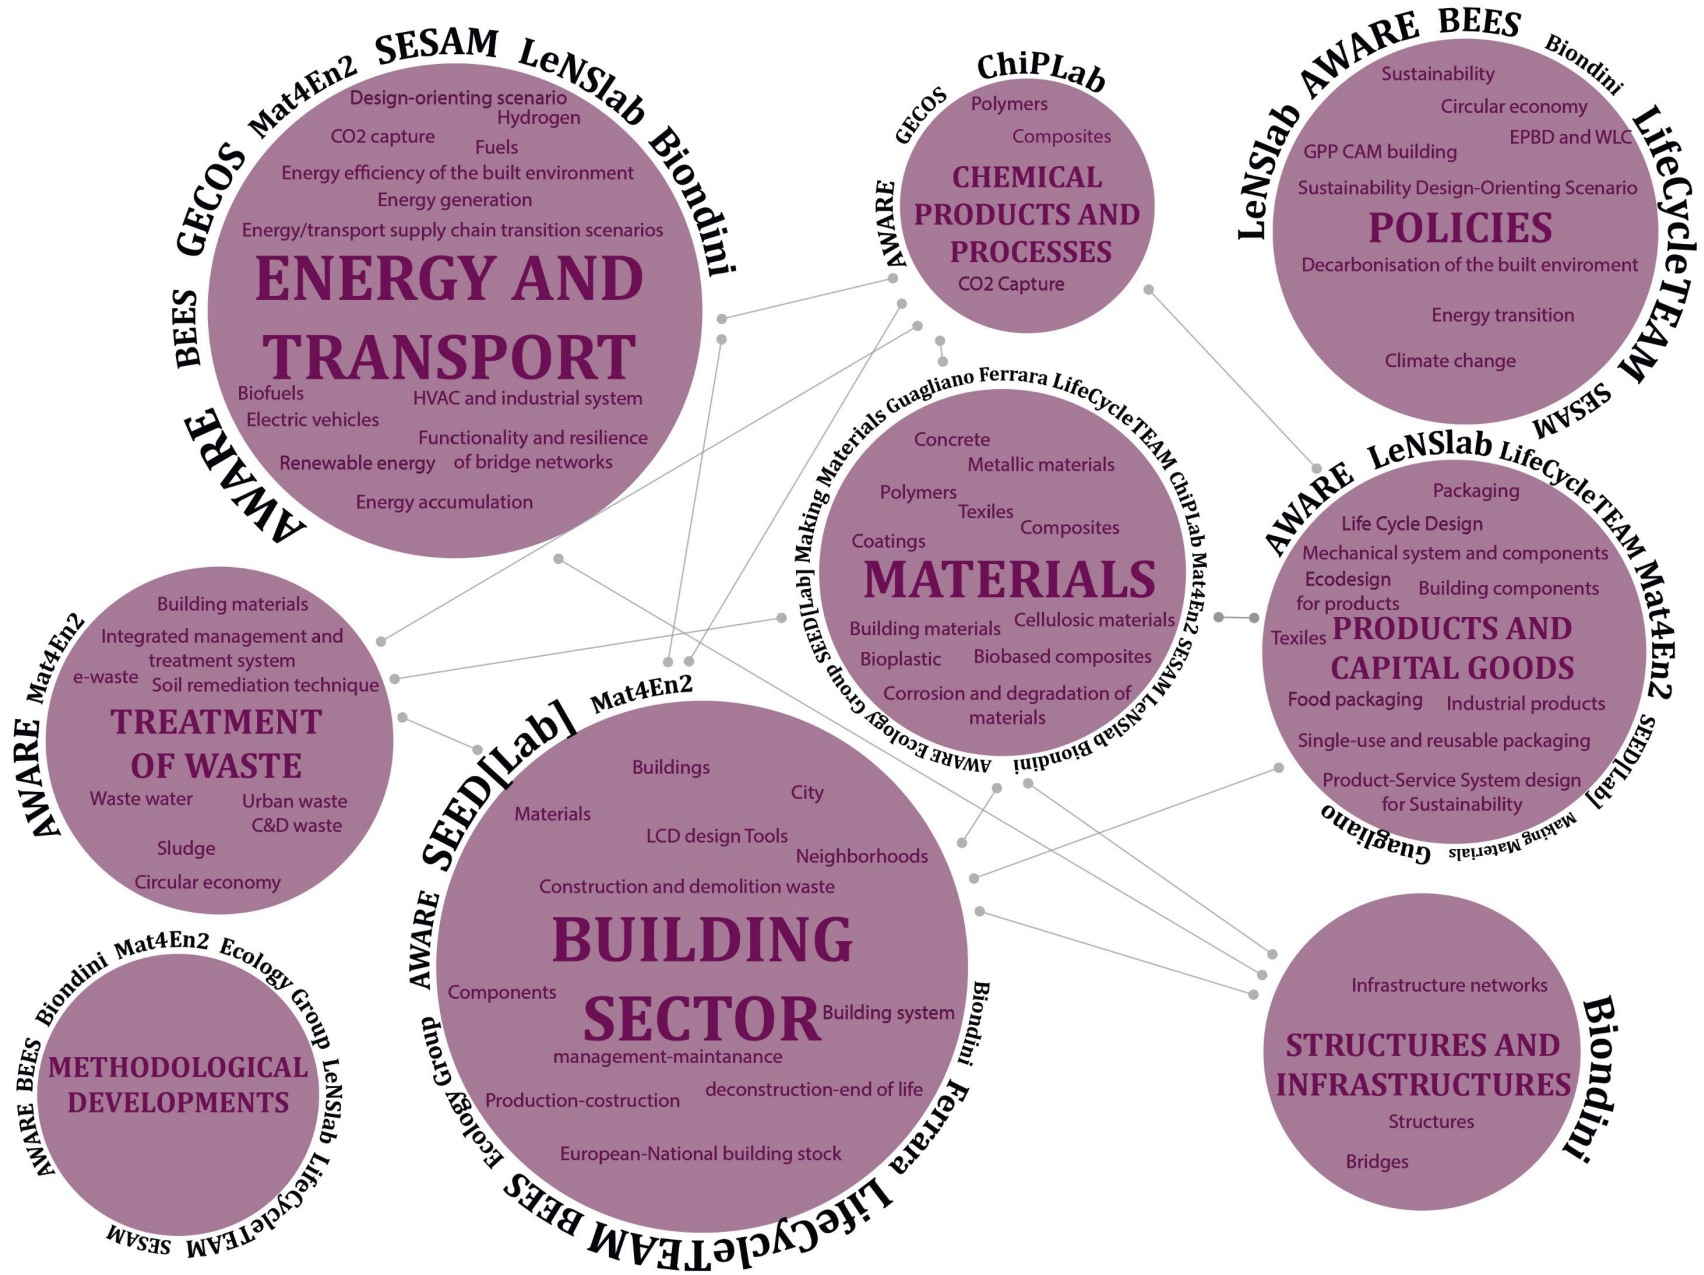 AWARE BEES GECOS Mat4En2 SESAM LeNSlab Biondini
Design-orienting scenario
Hydrogen
CO2 capture
Fuels
Energy efficiency of the built environment
Energy generation
Energy/transport supply chain transition scenarios
ENERGY AND
TRANSPORT
Biofuels
HVAC and industrial system
Electric vehicles
Functionality and resilience
of bridge networks
Renewable energy
Energy accumulation
AWARE GECOS ChiPLab
Polymers
Composites
CHEMICAL
PRODUCTS AND
PROCESSES
CO2 Capture
LeNSlab AWARE BEES Biondini LifeCycleTEAM SESAM
Sustainability
Circular economy
EPBD and WLC
GPP CAM building
Sustainability Design-Orienting Scenario
POLICIES
Decarbonisation of the built enviroment
Energy transition
Climate change
AWARE Ecology Group SEED[Lab] Making Materials Guagliano Ferrara LifeCycleTEAM ChiPLab Mat4En2 SESAM LeNSlab Biondini
Concrete
Metallic materials
Polymers
Texiles
Composites
Coatings
MATERIALS
Cellulosic materials
Building materials
Bioplastic
Biobased composites
Corrosion and degradation of
materials
AWARE LeNSlab LifeCycleTEAM Mat4En2 SEED[Lab] Making Materials Guagliano
Packaging
Life Cycle Design
Mechanical system and components
Ecodesign
for products
Building components
Texiles
PRODUCTS AND
CAPITAL GOODS
Food packaging
Industrial products
Single-use and reusable packaging
Product-Service System design
for Sustainability
AWARE Mat4En2
Building materials
Integrated management and
treatment system
e-waste
Soil remediation technique
TREATMENT
OF WASTE
Waste water
Urban waste
C&D waste
Sludge
Circular economy
AWARE SEED[Lab] Mat4En2
Buildings
City
Materials
LCD design Tools
Neighborhoods
Construction and demolition waste
BUILDING
SECTOR
Components
Building system
management-maintanance
deconstruction-end of life
Production-costruction
European-National building stock
Biondini Ferrara LifeCycleTEAM BEES Ecology Group
AWARE BEES Biondini Mat4En2 Ecology Group LeNSlab LifeCycleTEAM SESAM
METHODOLOGICAL
DEVELOPMENTS
Infrastructure networks
STRUCTURES AND
INFRASTRUCTURES
Structures
Bridges
Biondini